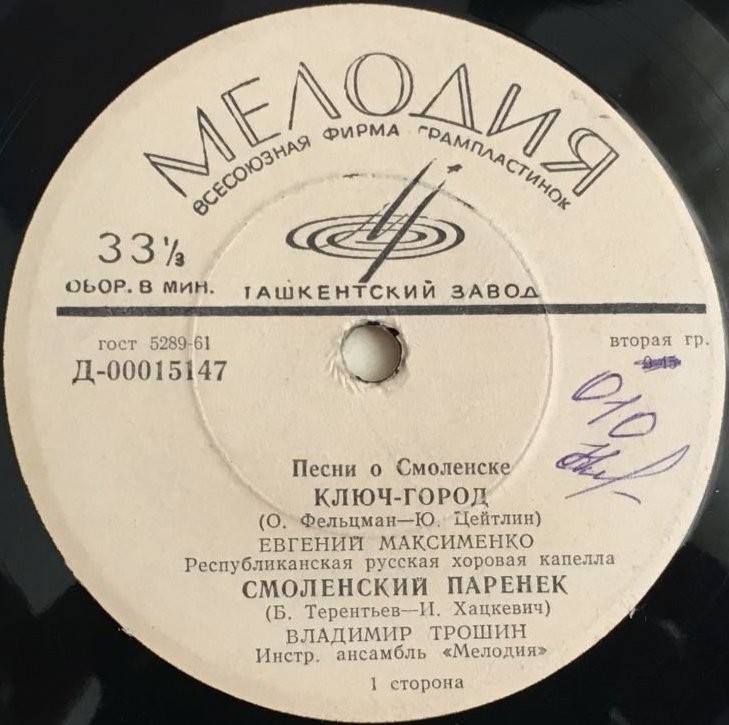 МЕЛОДИЯ
ВСЕСОЮЗНАЯ ФИРМА ГРАМПЛАСТИНОК
33⅓
ОБОР. В МИН.
ТАШКЕНТСКИЙ ЗАВОД
гост 5289-61
вторая гр.
Д-00015147
010
Песни о Смоленске
КЛЮЧ-ГОРОД
(О. Фельцман—Ю. Цейтлин)
ЕВГЕНИЙ МАКСИМЕНКО
Республиканская русская хоровая капелла
СМОЛЕНСКИЙ ПАРЕНЕК
(Б. Терентьев—И. Хацкевич)
ВЛАДИМИР ТРОШИН
Инстр. ансамбль «Мелодия»
1 сторона